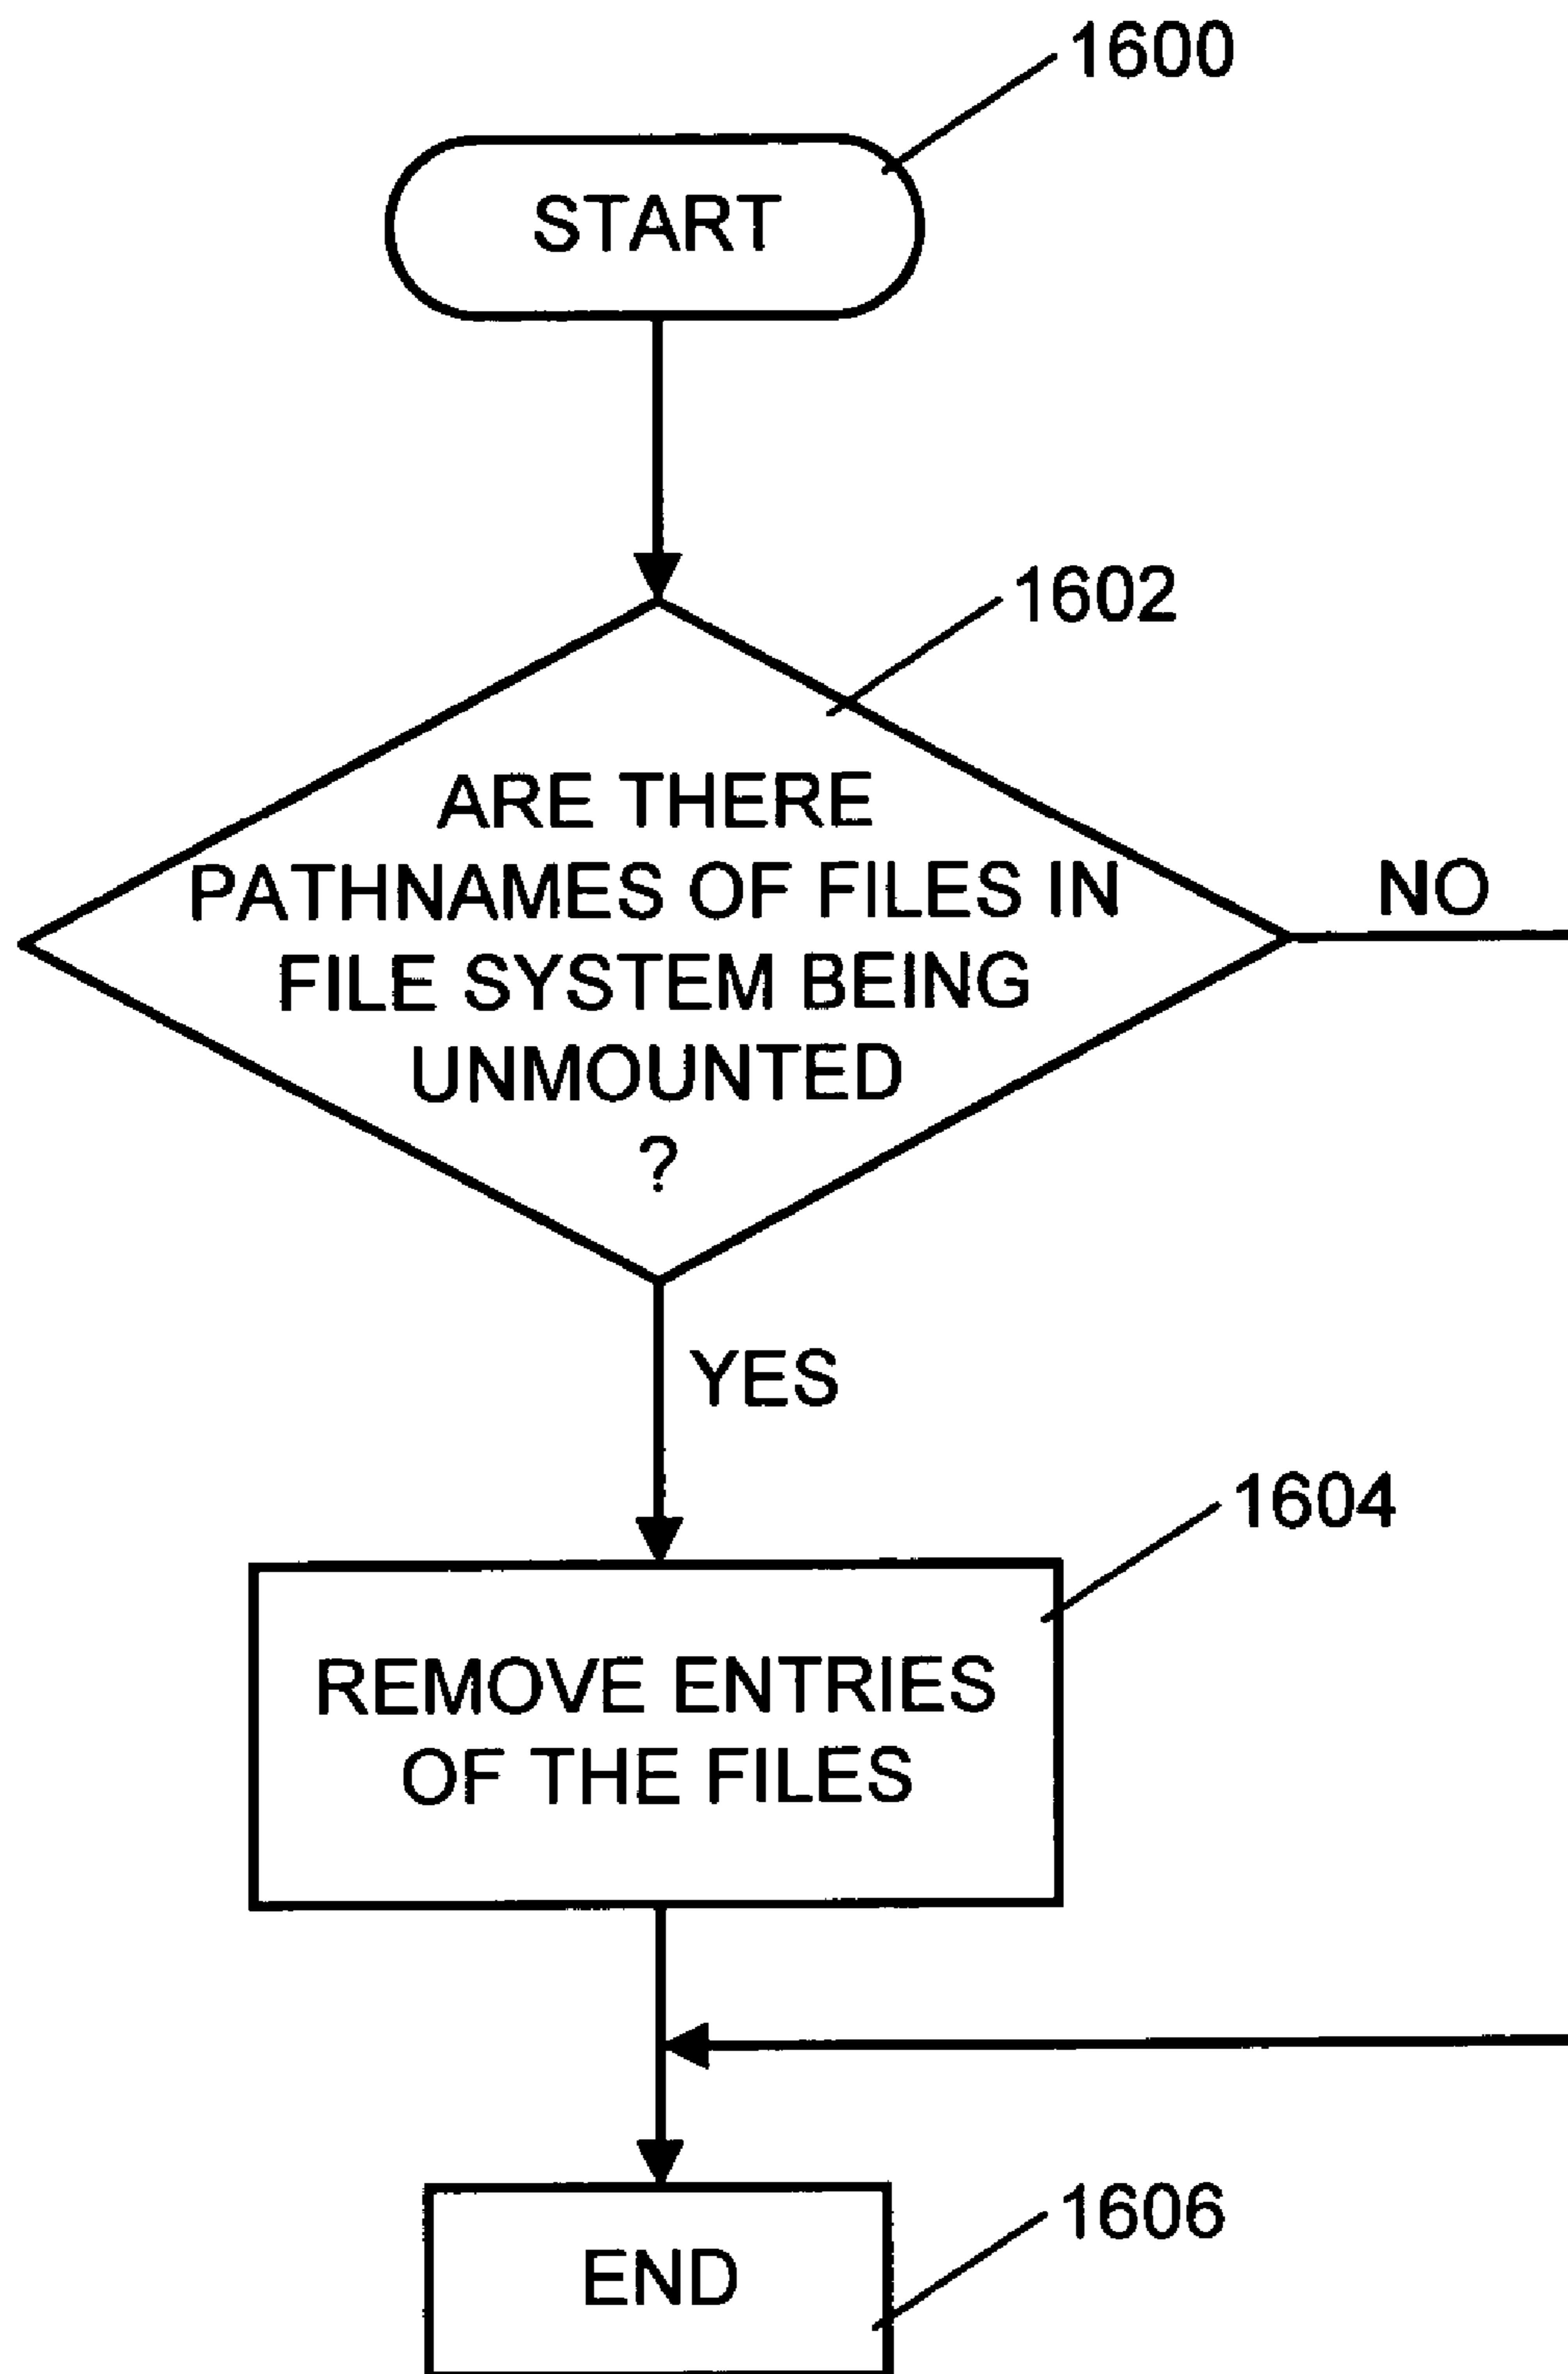 1600
START
1602
ARE THERE
PATHNAMES OF FILES IN
FILE SYSTEM BEING
UNMOUNTED
?
NO
YES
1604
REMOVE ENTRIES
OF THE FILES
1606
END